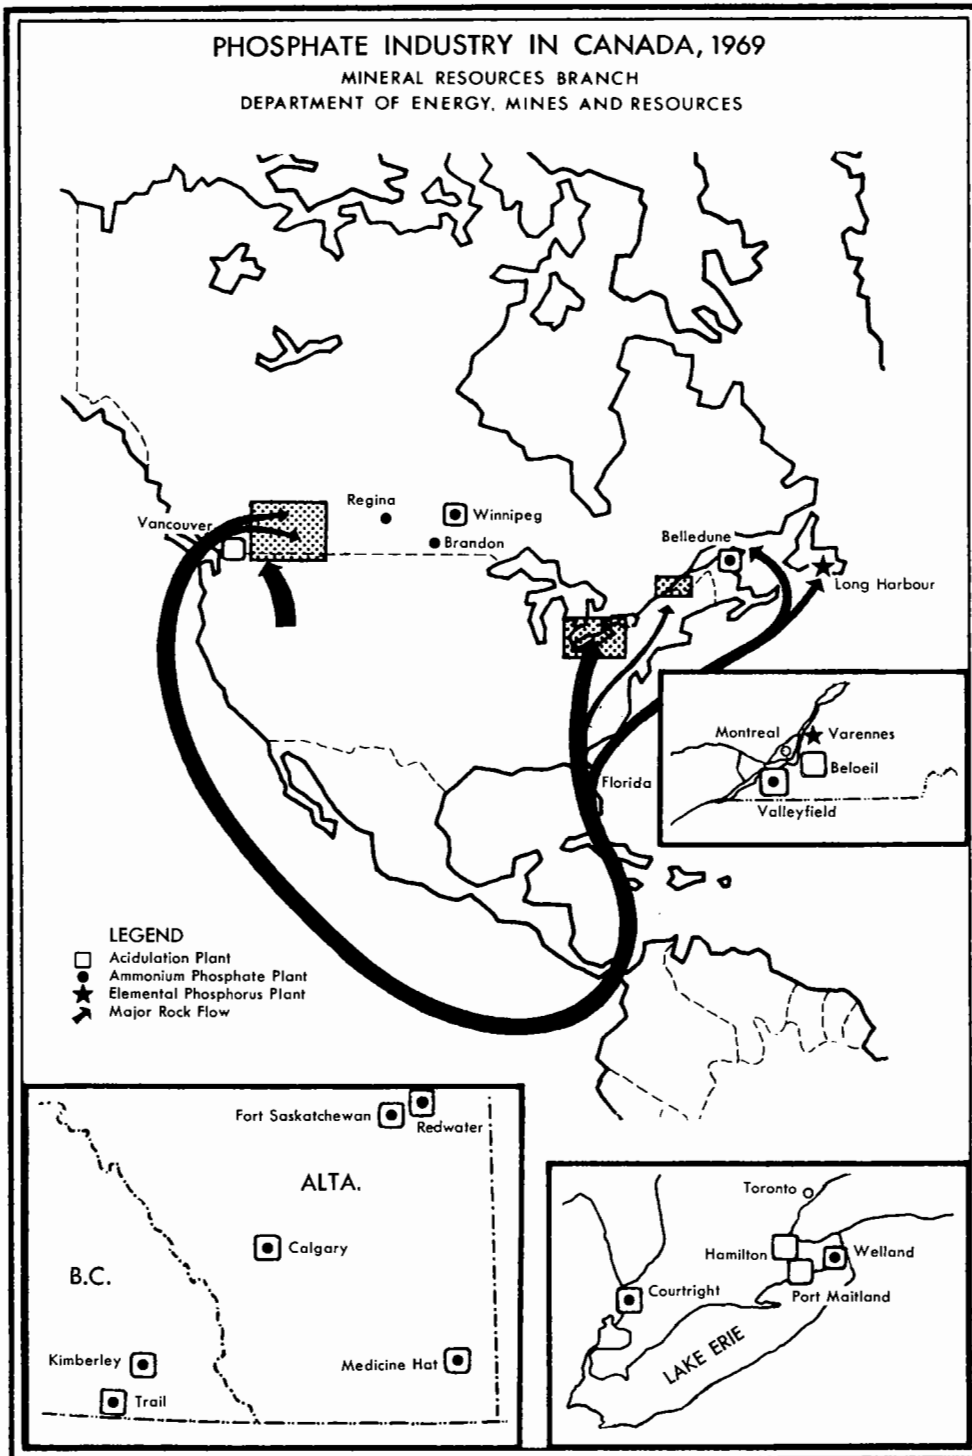 PHOSPHATE INDUSTRY IN CANADA, 1969
MINERAL RESOURCES BRANCH
DEPARTMENT OF ENERGY, MINES AND RESOURCES
Regina
Vancouver
Winnipeg
Brandon
Belledune
Long Harbour
Florida
Montreal
Varennes
Beloeil
Valleyfield
LEGEND
Acidulation Plant
Ammonium Phosphate Plant
Elemental Phosphorus Plant
Major Rock Flow
Fort Saskatchewan
Redwater
ALTA.
Calgary
B.C.
Kimberley
Medicine Hat
Trail
Toronto
Hamilton
Welland
Courtright
Port Maitland
LAKE ERIE